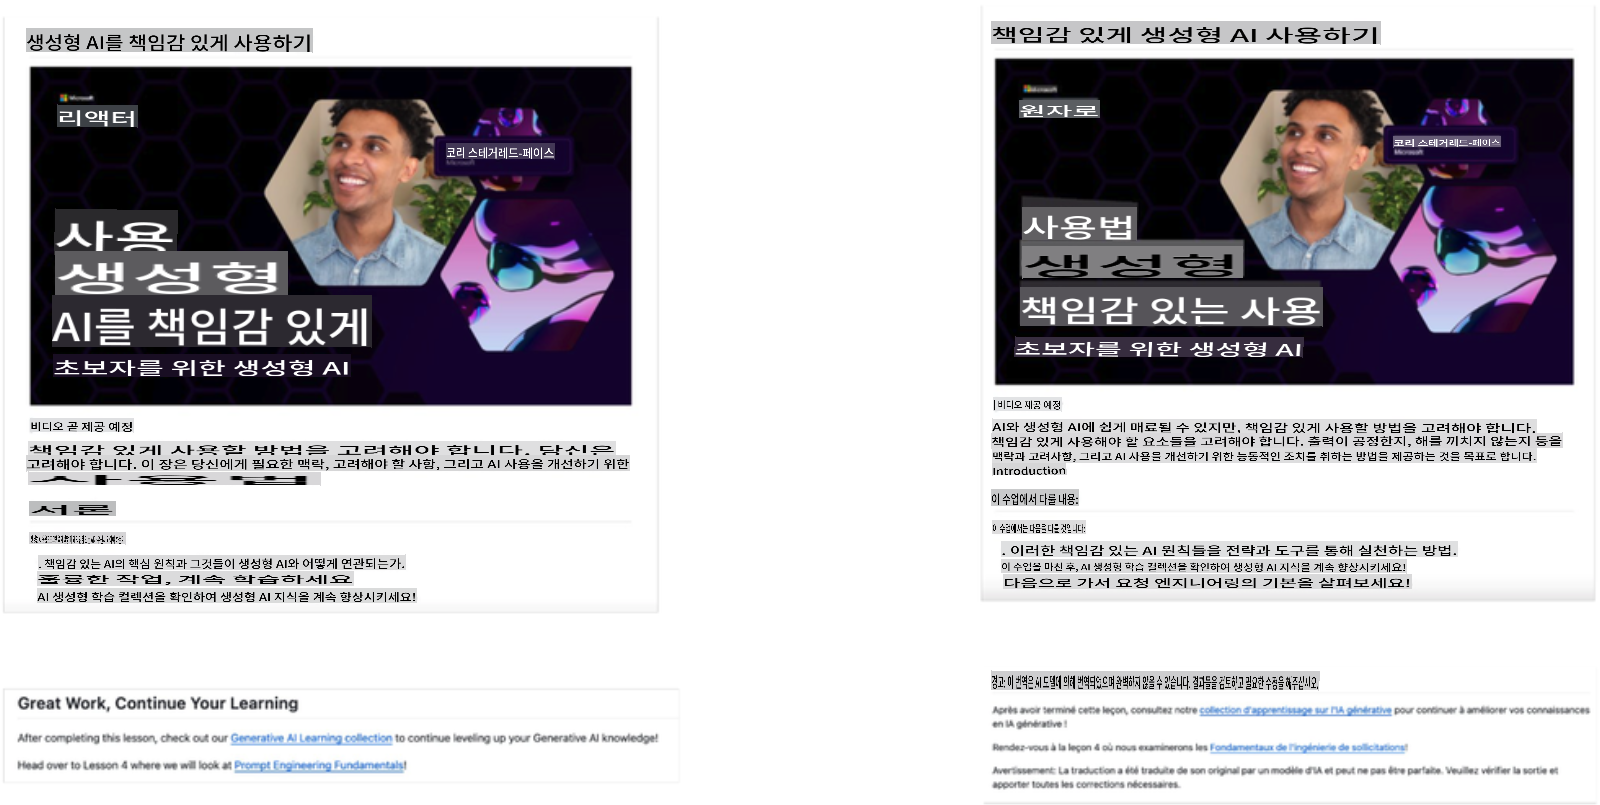 생성형 AI를 책임감 있게 사용하기
Microsoft
리액터
코리 스테거레드-페이스
Microsoft
사용
생성형
AI를 책임감 있게
초보자를 위한 생성형 AI
비디오 곧 제공 예정
책임감 있게 사용할 방법을 고려해야 합니다. 당신은
고려해야 합니다. 이 장은 당신에게 필요한 맥락, 고려해야 할 사항, 그리고 AI 사용을 개선하기 위한
사용법
서론
. 책임감 있는 AI의 핵심 원칙과 그것들이 생성형 AI와 어떻게 연관되는가.
훌륭한 작업, 계속 학습하세요
AI 생성형 학습 컬렉션을 확인하여 생성형 AI 지식을 계속 향상시키세요!
Great Work, Continue Your Learning
After completing this lesson, check out our Generative AI Learning collection to continue leveling up your Generative AI knowledge!
Head over to Lesson 4 where we will look at Prompt Engineering Fundamentals!
책임감 있게 생성형 AI 사용하기
Microsoft
원자로
코리 스테거레드-페이스
Microsoft
사용법
생성형
책임감 있는 사용
초보자를 위한 생성형 AI
| 비디오 제공 예정
AI와 생성형 AI에 쉽게 매료될 수 있지만, 책임감 있게 사용할 방법을 고려해야 합니다.
책임감 있게 사용해야 할 요소들을 고려해야 합니다. 출력이 공정한지, 해를 끼치지 않는지 등을
맥락과 고려사항, 그리고 AI 사용을 개선하기 위한 능동적인 조치를 취하는 방법을 제공하는 것을 목표로 합니다.
Introduction
이 수업에서 다룰 내용:
이 수업에서는 다음을 다룰 것입니다:
. 이러한 책임감 있는 AI 원칙들을 전략과 도구를 통해 실천하는 방법.
이 수업을 마친 후, AI 생성형 학습 컬렉션을 확인하여 생성형 AI 지식을 계속 향상시키세요!
다음으로 가서 요청 엔지니어링의 기본을 살펴보세요!
경고: 이 번역은 AI 모델에 의해 번역되었으며 완벽하지 않을 수 있습니다. 결과물을 검토하고 필요한 수정을 해주십시오.
Après avoir terminé cette leçon, consultez notre collection d'apprentissage sur l'IA générative pour continuer à améliorer vos connaissances
en IA générative !
Rendez-vous à la leçon 4 où nous examinerons les Fondamentaux de l'ingénierie de sollicitations!
Avertissement: La traduction a été traduite de son original par un modèle d'IA et peut ne pas être parfaite. Veuillez vérifier la sortie et
apporter toutes les corrections nécessaires.